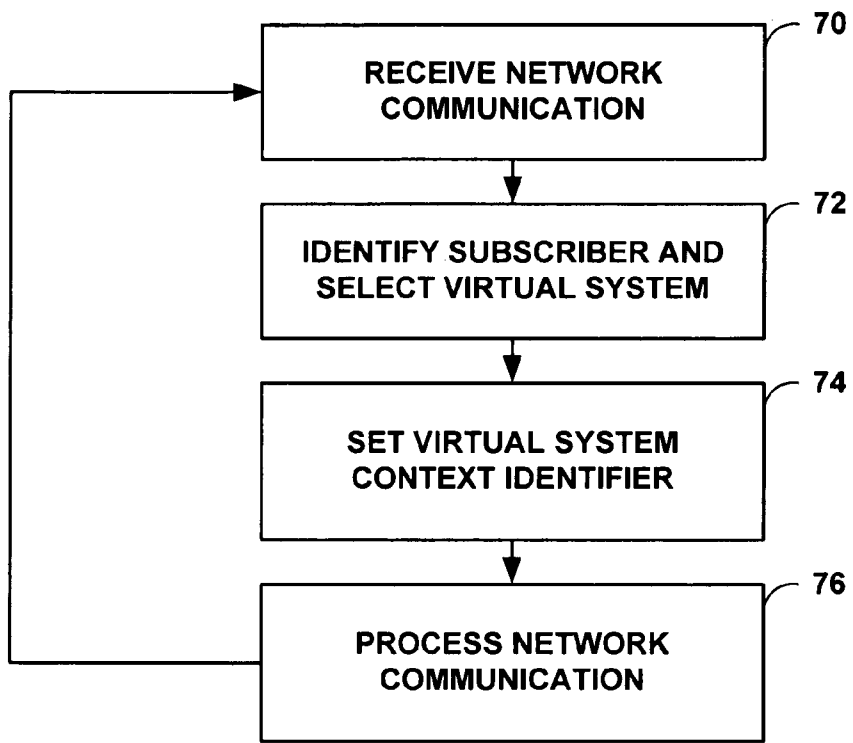 70
RECEIVE NETWORK
COMMUNICATION
72
IDENTIFY SUBSCRIBER AND
SELECT VIRTUAL SYSTEM
74
SET VIRTUAL SYSTEM
CONTEXT IDENTIFIER
76
PROCESS NETWORK
COMMUNICATION